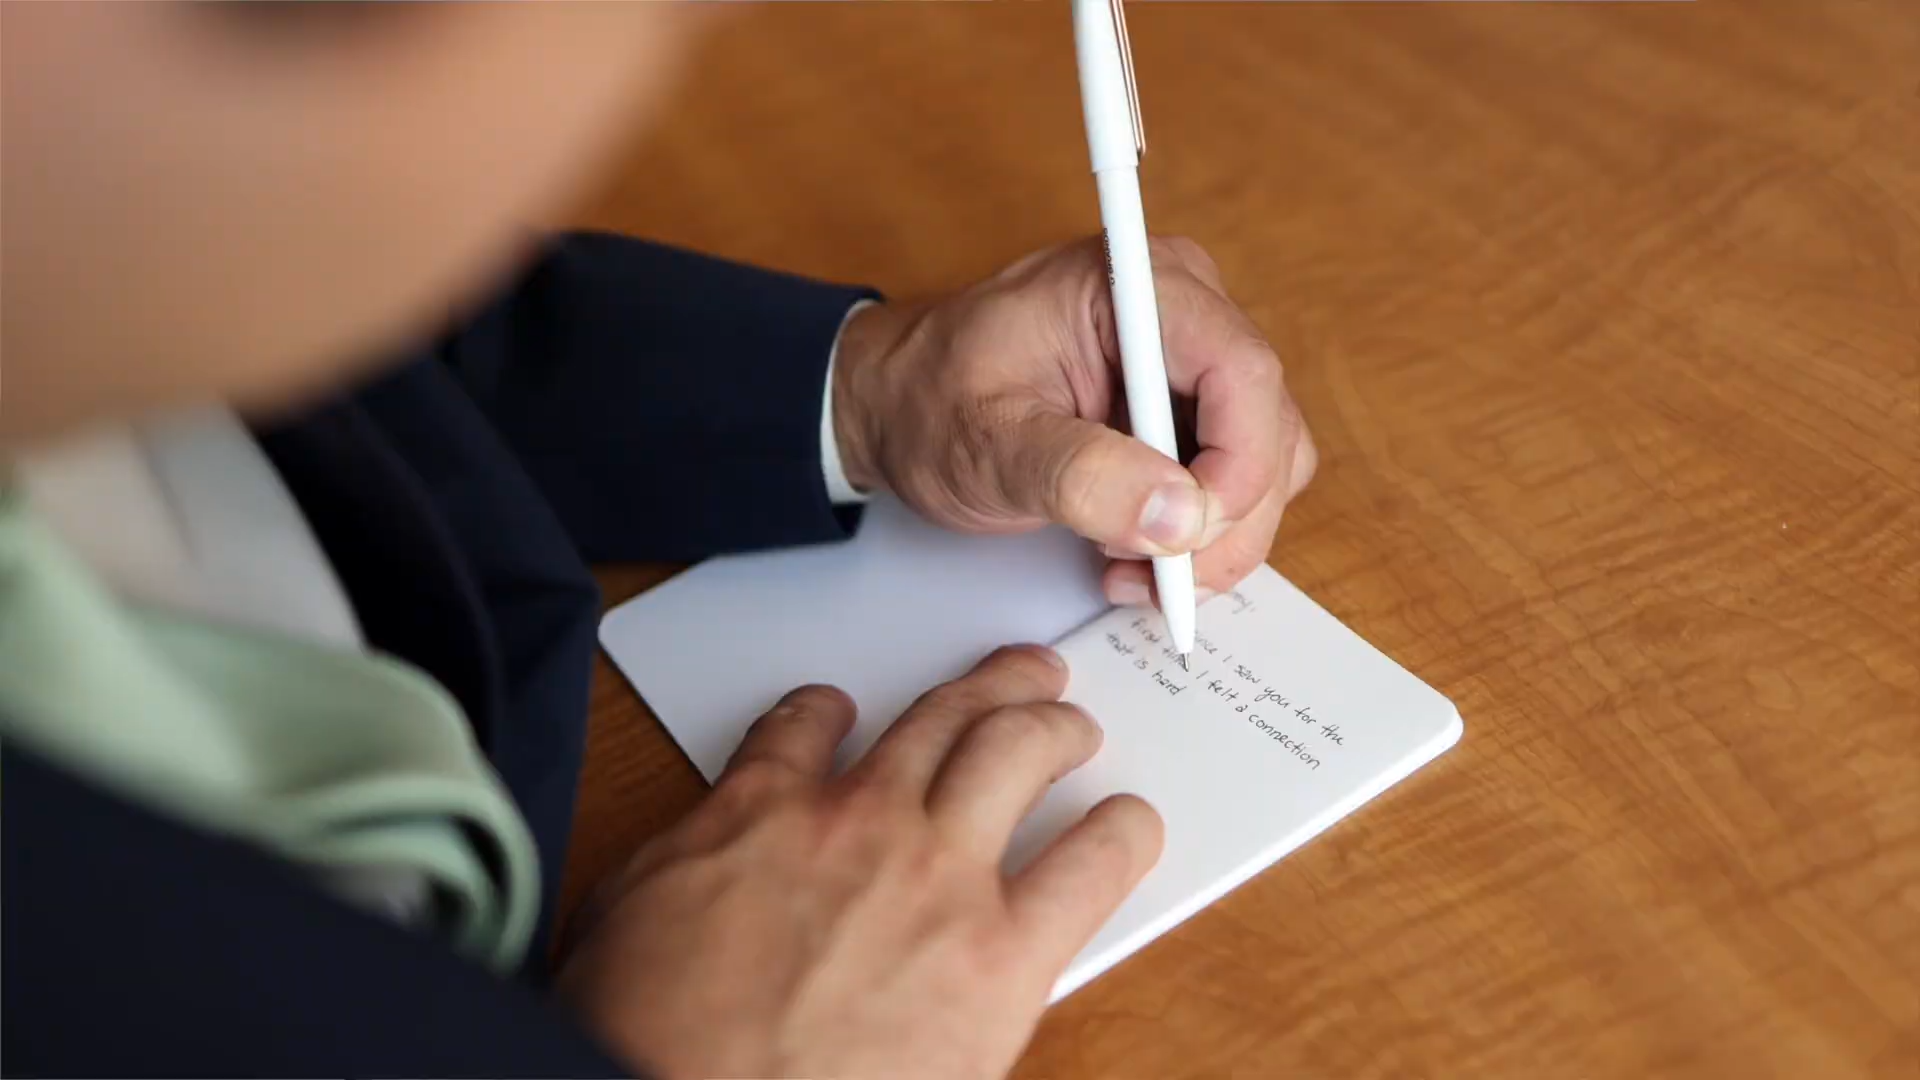 I saw you for the
first time I felt a connection
that is hard